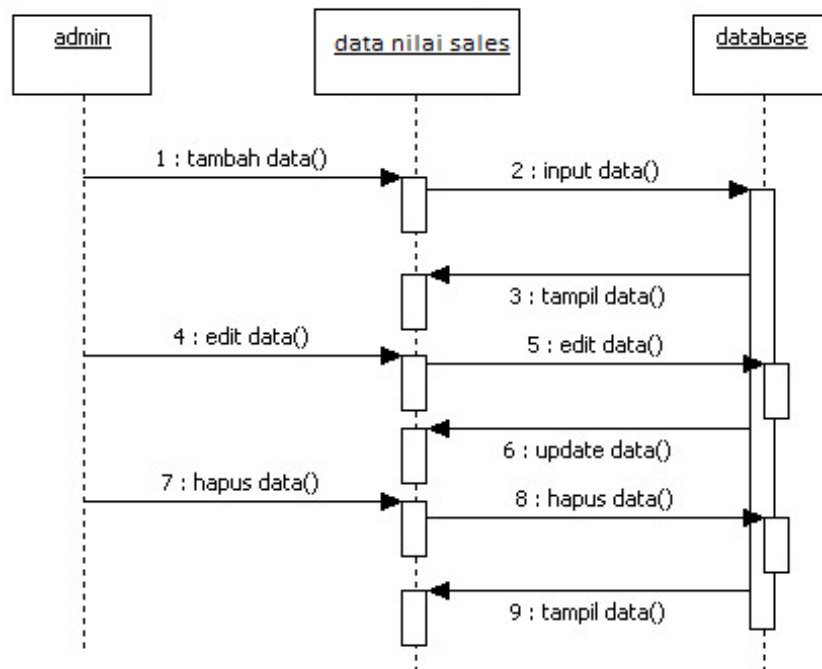 admin
data nilai sales
database
1 : tambah data()
2 : input data()
3 : tampil data()
4 : edit data()
5 : edit data()
6 : update data()
7 : hapus data()
8 : hapus data()
9 : tampil data()